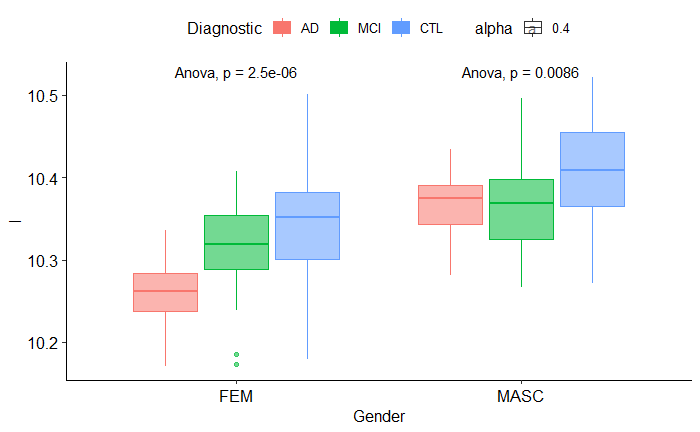 Diagnostic AD MCI CTL alpha a 0.4
Anova, p = 2.5e-06 Anova, p = 0.0086
10.5
10.4
10.3
10.2
I
FEM MASC
Gender